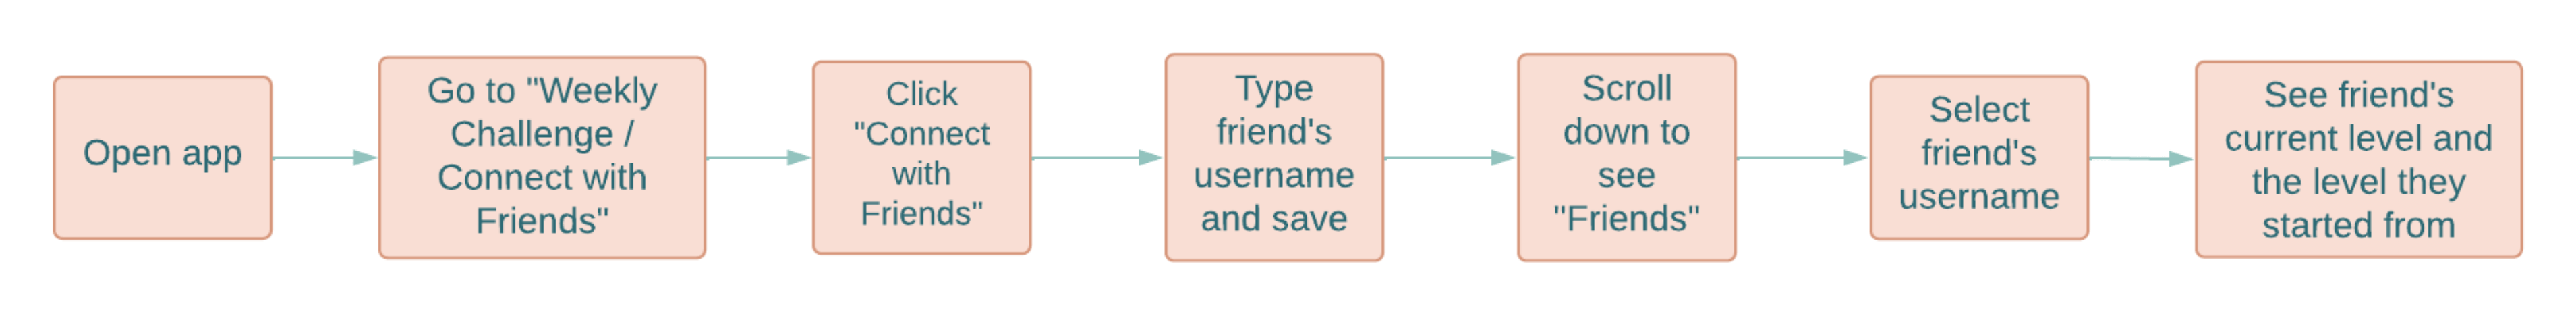 Open app
Go to "Weekly
Challenge /
Connect with
Friends"
Click
"Connect
with
Friends"
Type
friend's
username
and save
Scroll
down to
see
"Friends"
Select
friend's
username
See friend's
current level and
the level they
started from